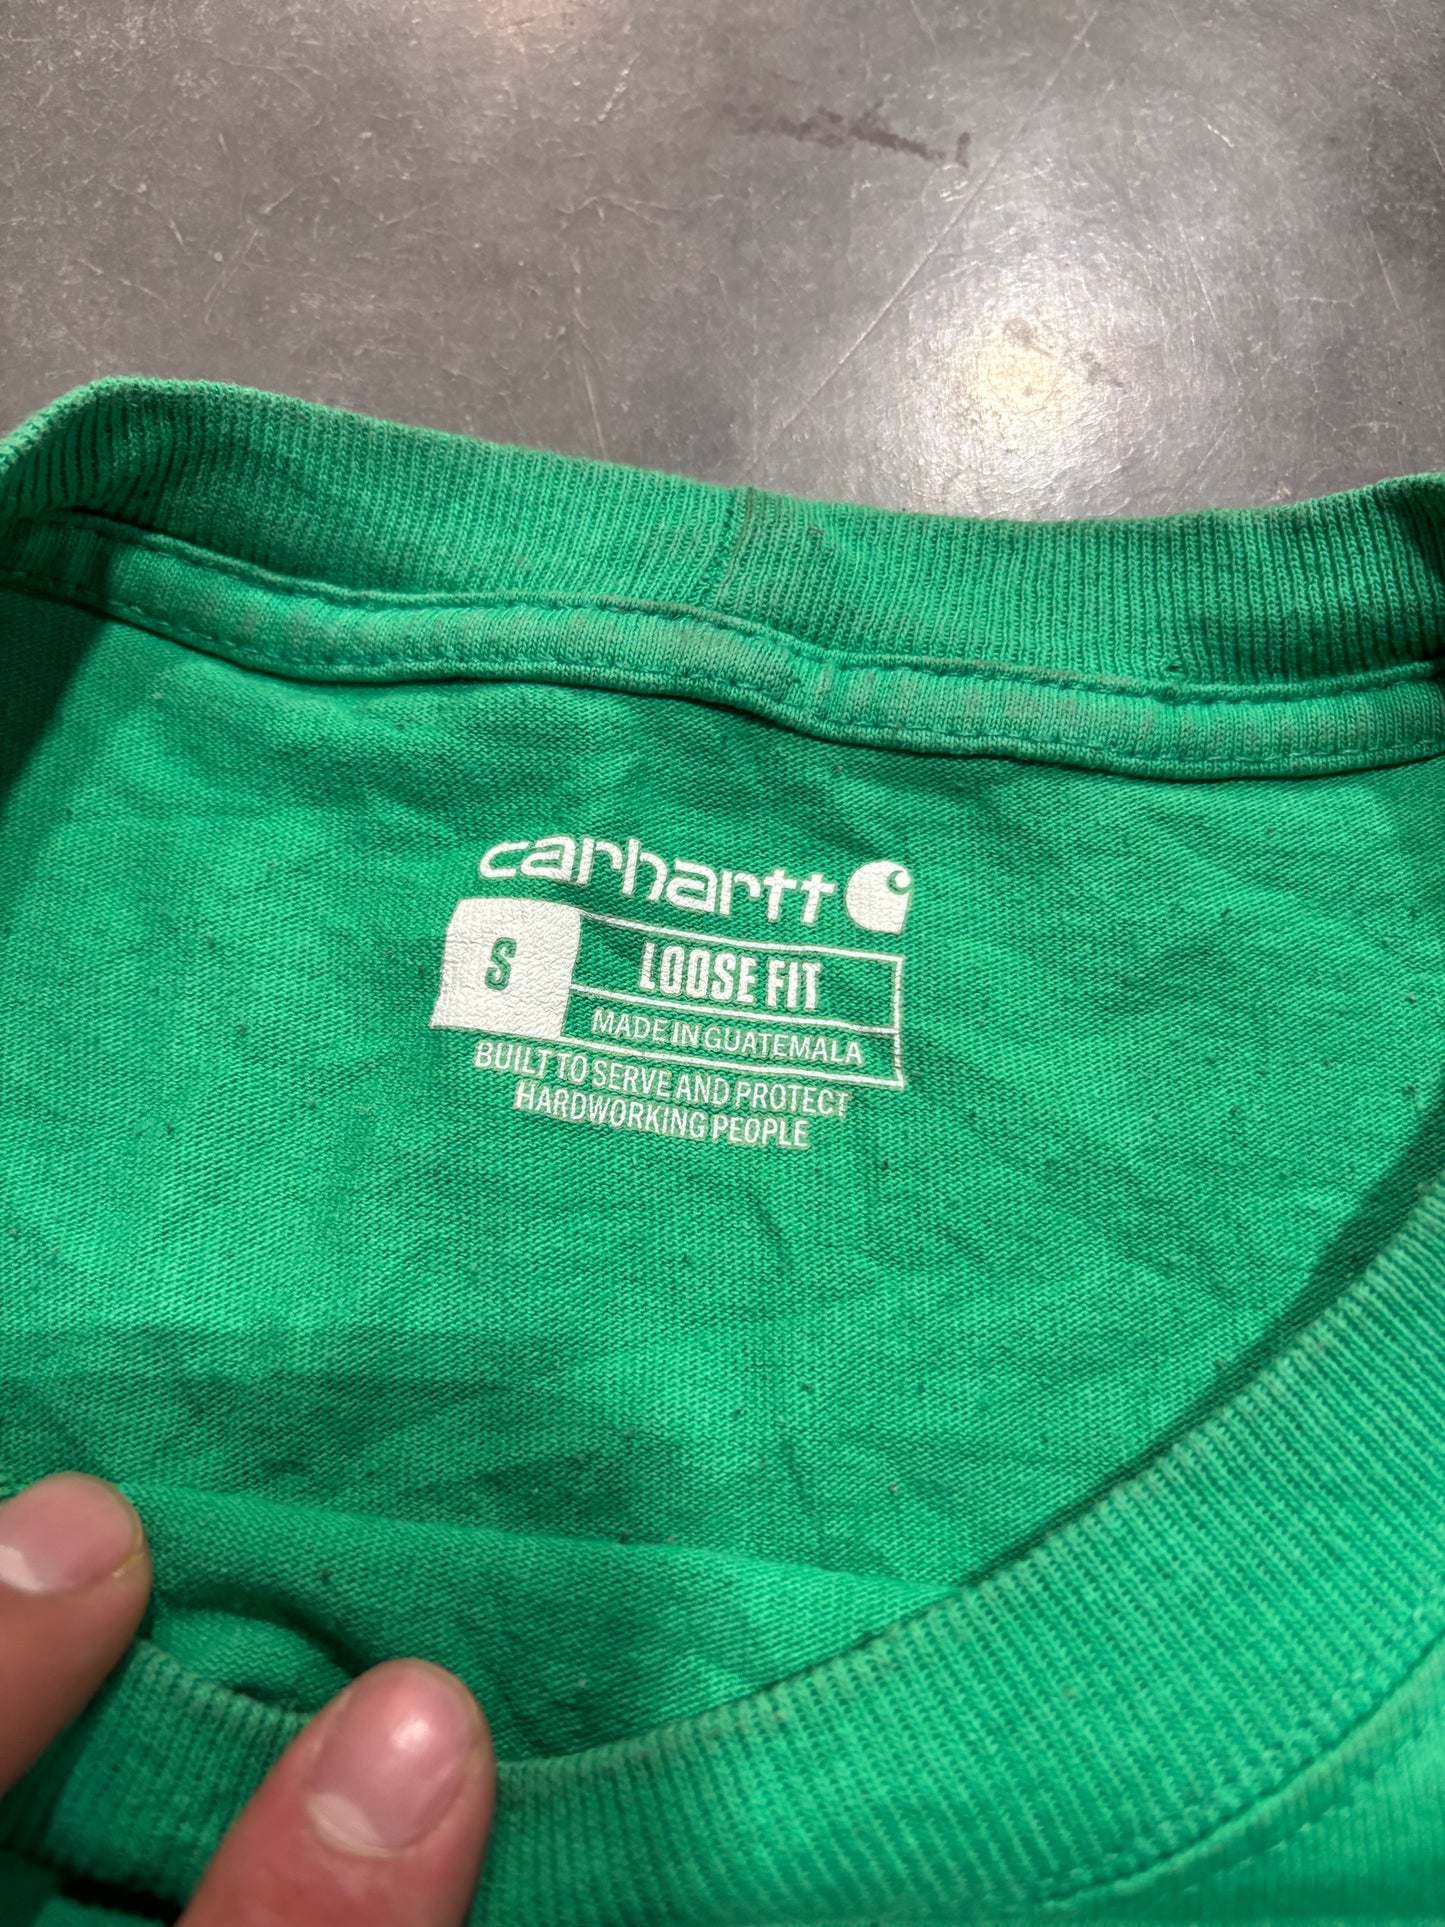 carhartt
S
LOOSE FIT
MADE IN GUATEMALA
BUILT TO SERVE AND PROTECT
HARDWORKING PEOPLE